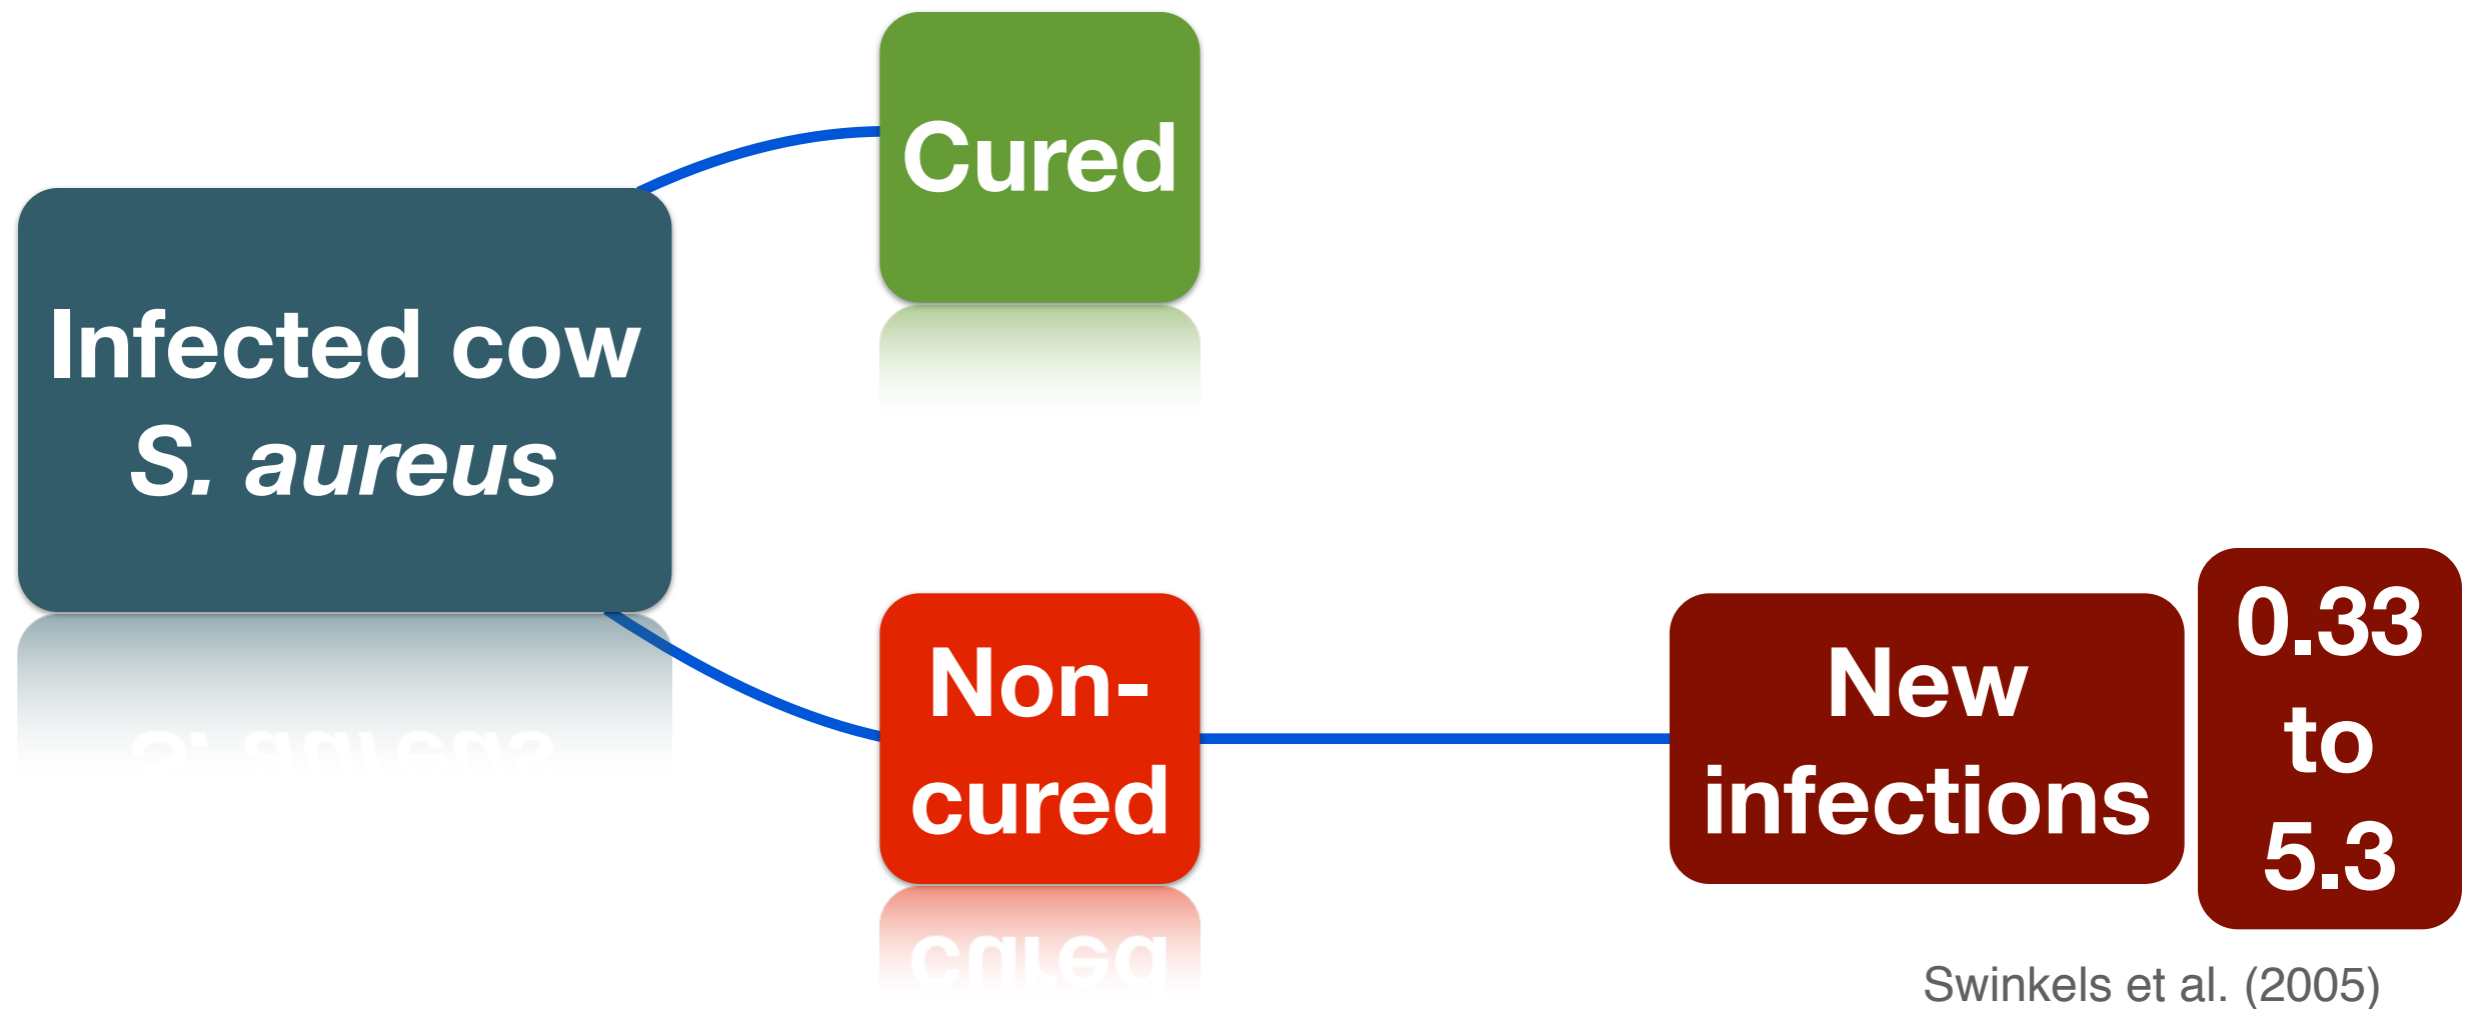 Cured
Infected cow
S. aureus
Non-
cured
New
infections
0.33
to
5.3
Swinkels et al. (2005)